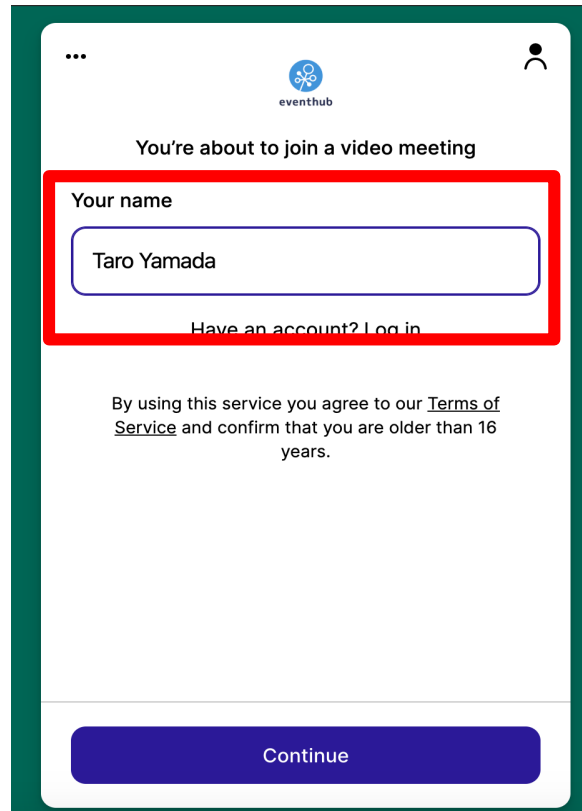 eventhub
You’re about to join a video meeting
Your name
Taro Yamada
Have an account? Log in
By using this service you agree to our Terms of
Service and confirm that you are older than 16
years.
Continue